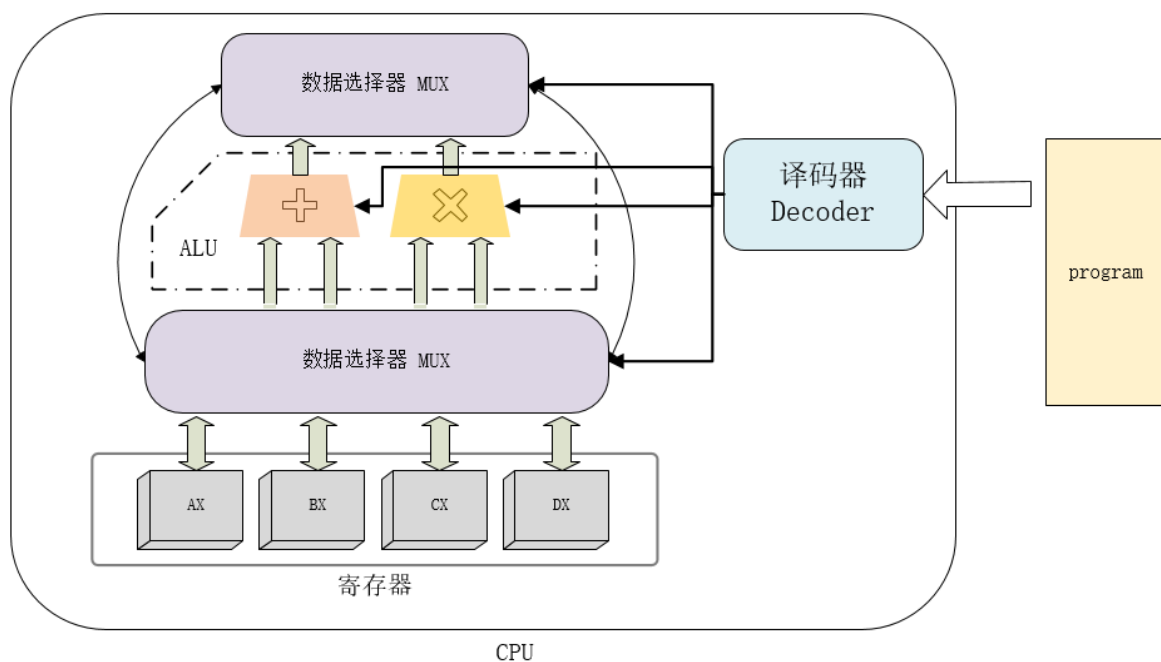 数据选择器 MUX
译码器
Decoder
program
ALU
数据选择器 MUX
AX
BX
CX
DX
寄存器
CPU